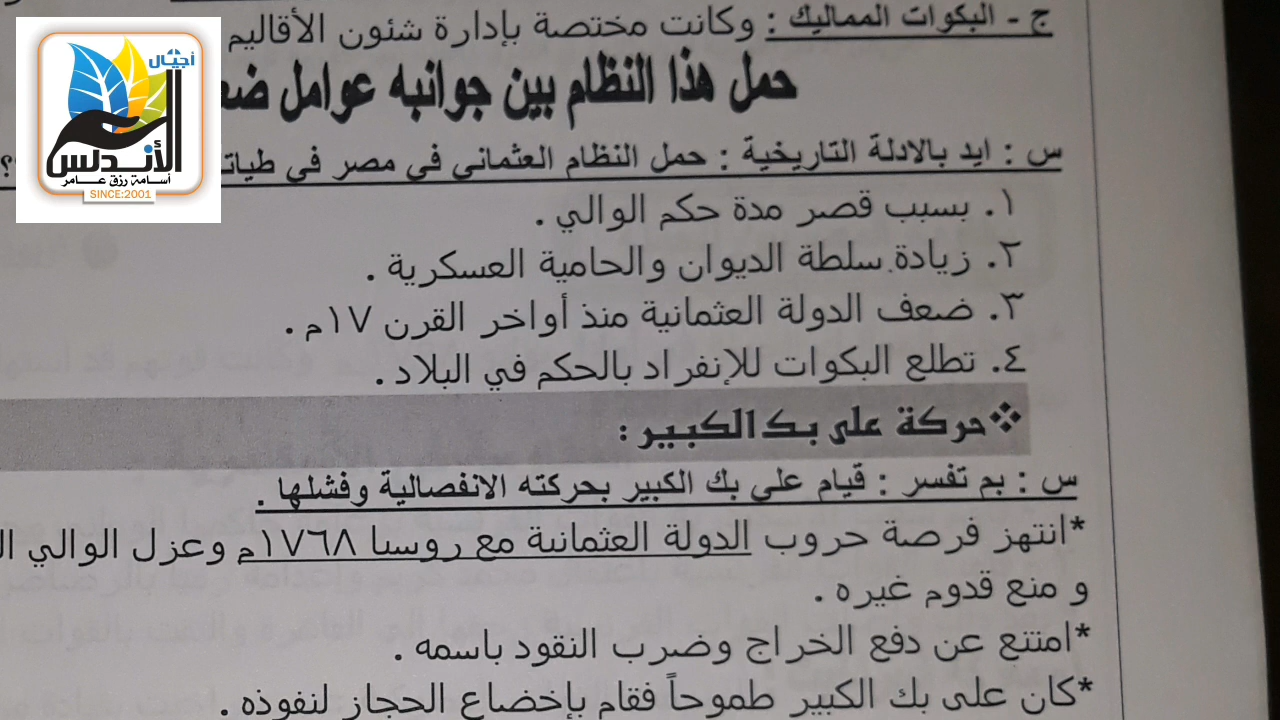 ج - البكوات المماليك : وكانت مختصة بإدارة شئون الأقاليم
حمل هذا النظام بين جوانبه عوامل
س : ايد بالادلة التاريخية : حمل النظام العثماني في مصر في
١. بسبب قصر مدة حكم الوالي .
٢. زيادة سلطة الديوان والحامية العسكرية .
٣. ضعف الدولة العثمانية منذ أواخر القرن ١٧م .
٤. تطلع البكوات للإنفراد بالحكم في البلاد .
❖حركة على بك الكبير :
س : بم تفسر : قيام علي بك الكبير بحركته الانفصالية وفشلها .
*انتهز فرصة حروب الدولة العثمانية مع روسيا ١٧٦٨م وعزل الوالي
و منع قدوم غيره .
*امتنع عن دفع الخراج وضرب النقود باسمه .
*كان على بك الكبير طموحاً فقام بإخضاع الحجاز لنفوذه .
أجيال
الأندلس
أسامة رزق عامر
SINCE:2001